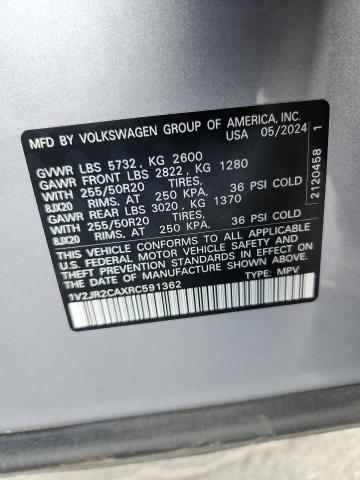 MFD BY VOLKSWAGEN GROUP OF AMERICA, INC.
USA 05/2024
GVWR LBS 5732, KG 2600
GAWR FRONT LBS 2822, KG 1280
WITH 255/50R20 TIRES,
8JX20 RIMS, AT 250 KPA, 36 PSI COLD
GAWR REAR LBS 3020, KG 1370
WITH 255/50R20 TIRES,
8JX20 RIMS, AT 250 KPA, 36 PSI COLD
THIS VEHICLE CONFORMS TO ALL APPLICABLE
U.S. FEDERAL MOTOR VEHICLE SAFETY
STANDARDS IN EFFECT ON THE DATE OF
MANUFACTURE SHOWN ABOVE.
1V2JR2CAXRC591362 TYPE: MPV
2120458 1